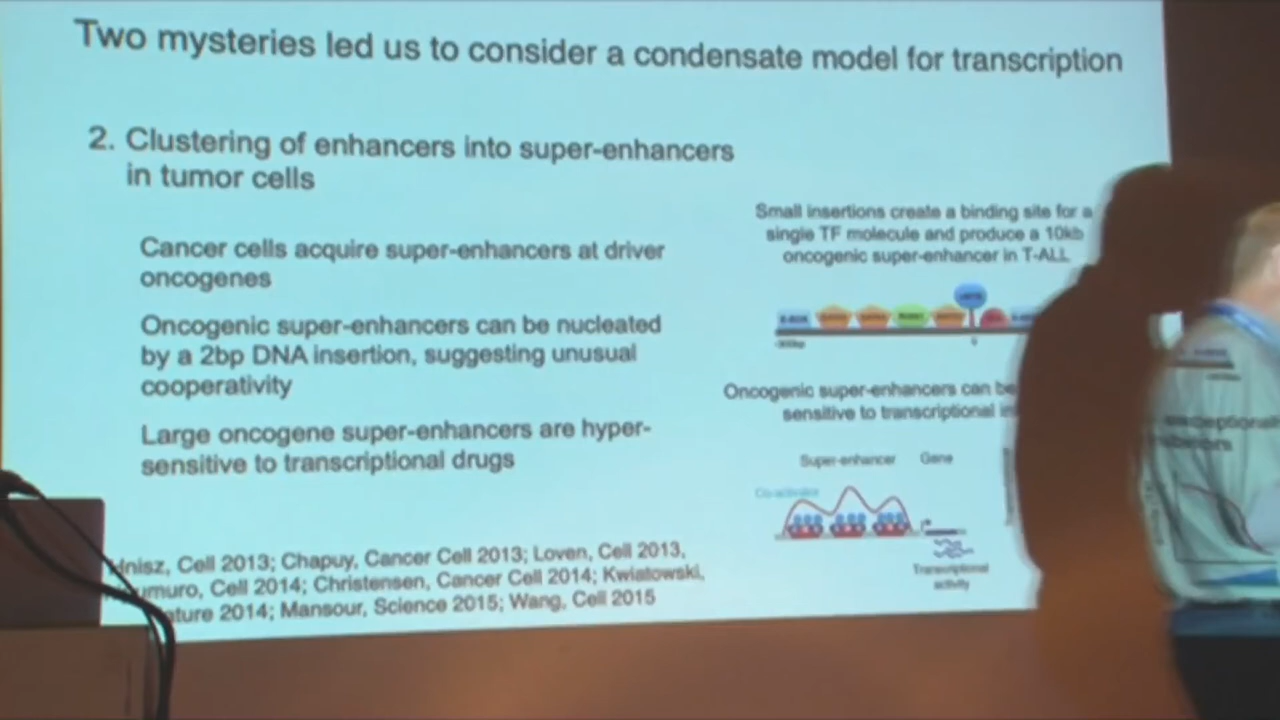 Two mysteries led us to consider a condensate model for transcription
2. Clustering of enhancers into super-enhancers
in tumor cells
Cancer cells acquire super-enhancers at driver
oncogenes
Oncogenic super-enhancers can be nucleated
by a 2bp DNA insertion, suggesting unusual
cooperativity
Large oncogene super-enhancers are hyper-
sensitive to transcriptional drugs
Hnisz, Cell 2013; Chapuy, Cancer Cell 2013; Loven, Cell 2013,
umuro, Cell 2014; Christensen, Cancer Cell 2014; Kwiatowski,
ature 2014; Mansour, Science 2015; Wang, Cell 2015
Small insertions create a binding site for a
single TF molecule and produce a 10kb
oncogenic super-enhancer in T-ALL
Oncogenic super-enhancers can be
sensitive to transcriptional in
Super-enhancer Gene
Transcriptional
activity